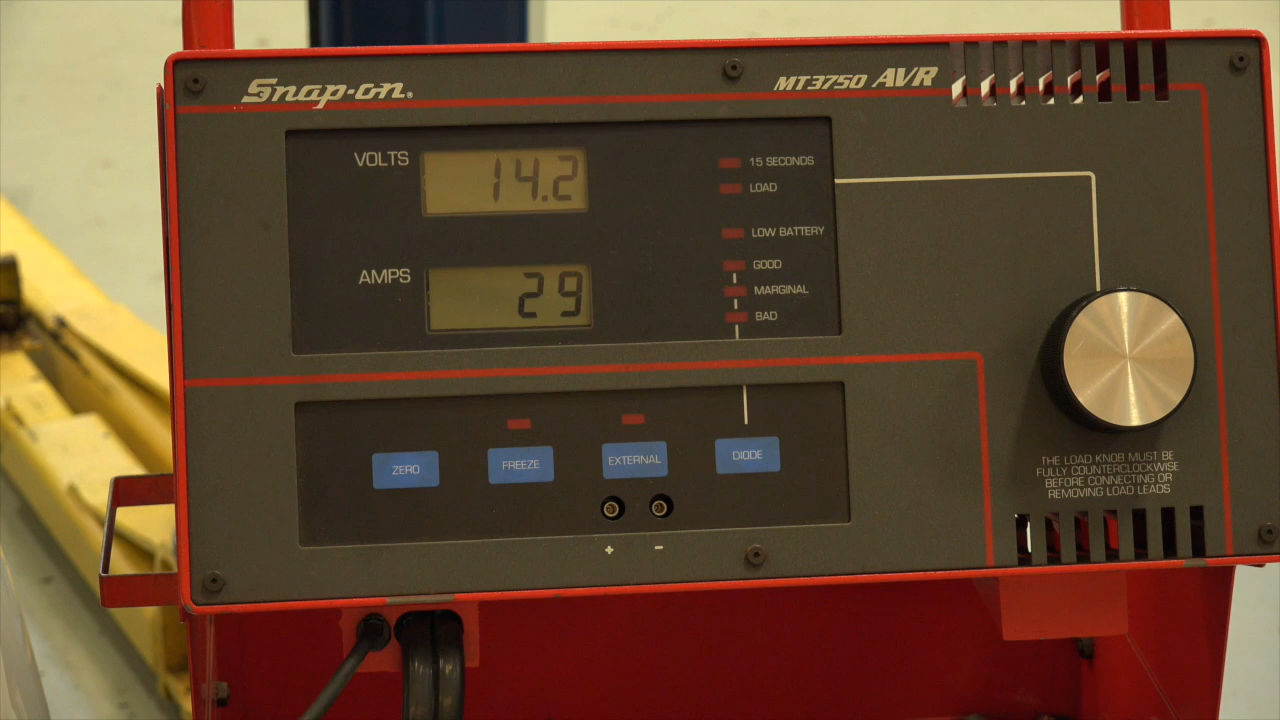 Snap-on®
MT3750 AVR
VOLTS 14.2
AMPS 29
15 SECONDS
LOAD
LOW BATTERY
GOOD
MARGINAL
BAD
ZERO
FREEZE
EXTERNAL
DIODE
+ -
THE LOAD KNOB MUST BE
FULLY COUNTERCLOCKWISE
BEFORE CONNECTING OR
REMOVING LOAD LEADS